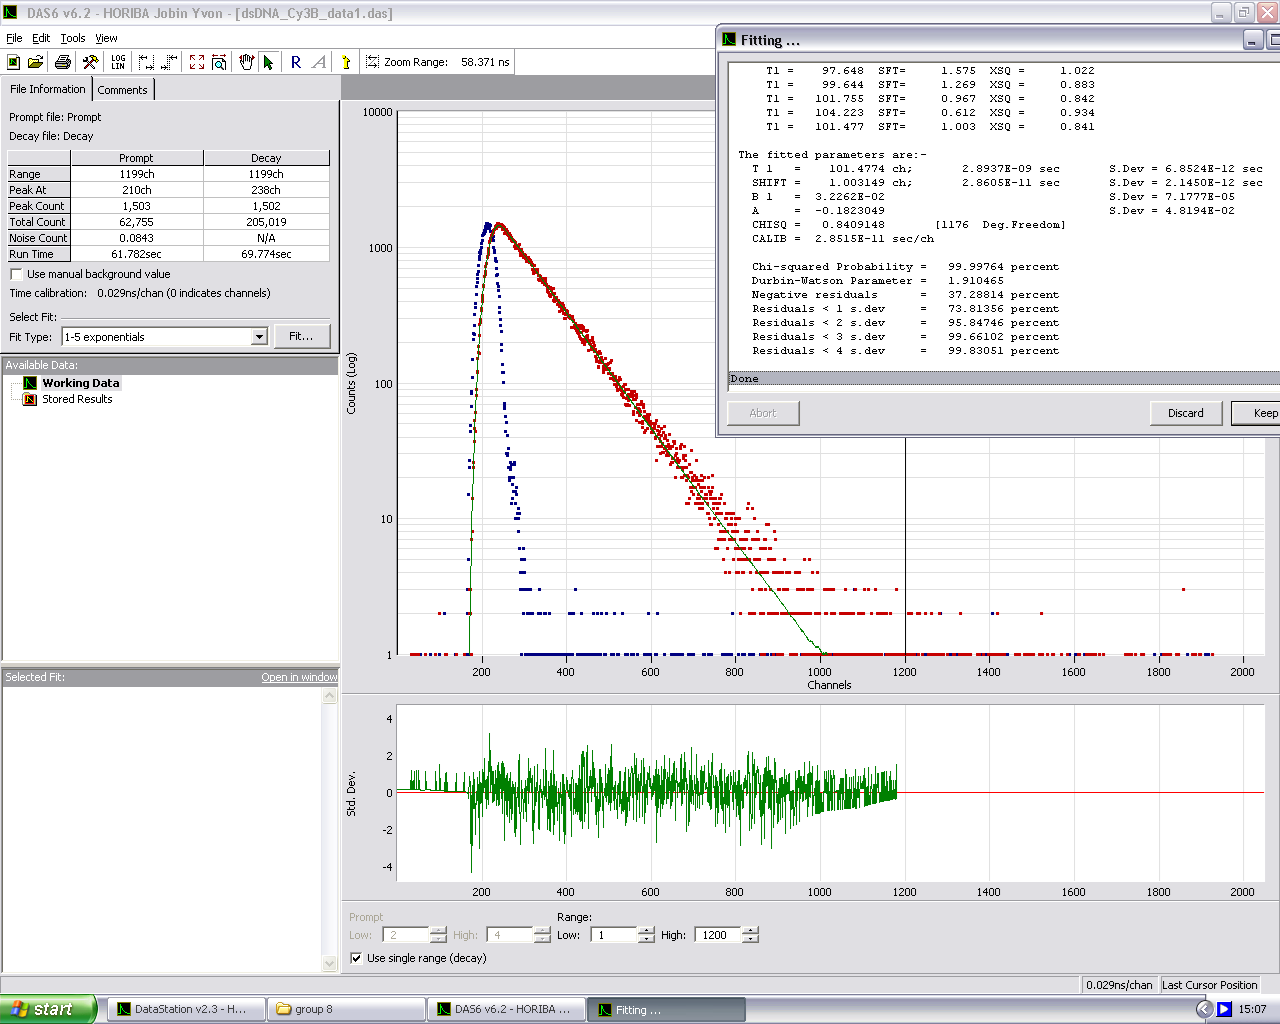 DAS6 v6.2 - HORIBA Jobin Yvon - [dsDNA_Cy3B_data1.das]
File Edit Tools View
LOG LIN R A Zoom Range: 58.371 ns
File Information Comments
Prompt file: Prompt
Decay file: Decay
Prompt Decay
Range 1199ch 1199ch
Peak At 210ch 238ch
Peak Count 1,503 1,502
Total Count 62,755 205,019
Noise Count 0.0843 N/A
Run Time 61.782sec 69.774sec
Use manual background value
Time calibration: 0.029ns/chan (0 indicates channels)
Select Fit:
Fit Type: 1-5 exponentials Fit...
Available Data:
Working Data
Stored Results
Selected Fit: Open in window
10000
1000
100
10
1
Counts (Log)
200 400 600 800 1000 1200 1400 1600 1800 2000
Channels
4
2
0
-2
-4
Std. Dev.
200 400 600 800 1000 1200 1400 1600 1800 2000
Prompt Range:
Low: 2 High: 4 Low: 1 High: 1200
Use single range (decay)
Fitting ...
T1 = 97.648 SFT= 1.575 XSQ = 1.022
T1 = 99.644 SFT= 1.269 XSQ = 0.883
T1 = 101.755 SFT= 0.967 XSQ = 0.842
T1 = 104.223 SFT= 0.612 XSQ = 0.934
T1 = 101.477 SFT= 1.003 XSQ = 0.841
The fitted parameters are:-
T 1 = 101.4774 ch; 2.8937E-09 sec S.Dev = 6.8524E-12 sec
SHIFT = 1.003149 ch; 2.8605E-11 sec S.Dev = 2.1450E-12 sec
B 1 = 3.2262E-02 S.Dev = 7.1777E-05
A = -0.1823049 S.Dev = 4.8194E-02
CHISQ = 0.8409148 [1176 Deg.Freedom]
CALIB = 2.8515E-11 sec/ch
Chi-squared Probability = 99.99764 percent
Durbin-Watson Parameter = 1.910465
Negative residuals = 37.28814 percent
Residuals < 1 s.dev = 73.81356 percent
Residuals < 2 s.dev = 95.84746 percent
Residuals < 3 s.dev = 99.66102 percent
Residuals < 4 s.dev = 99.83051 percent
Done
Abort Discard Keep
0.029ns/chan Last Cursor Position
start DataStation v2.3 - H... group 8 DAS6 v6.2 - HORIBA ... Fitting ... 15:07